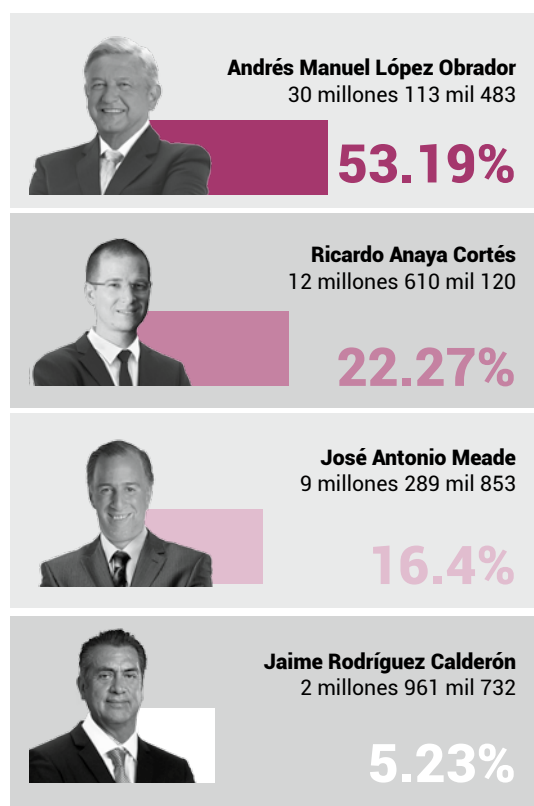 Andrés Manuel López Obrador
30 millones 113 mil 483
53.19%
Ricardo Anaya Cortés
12 millones 610 mil 120
22.27%
José Antonio Meade
9 millones 289 mil 853
16.4%
Jaime Rodríguez Calderón
2 millones 961 mil 732
5.23%